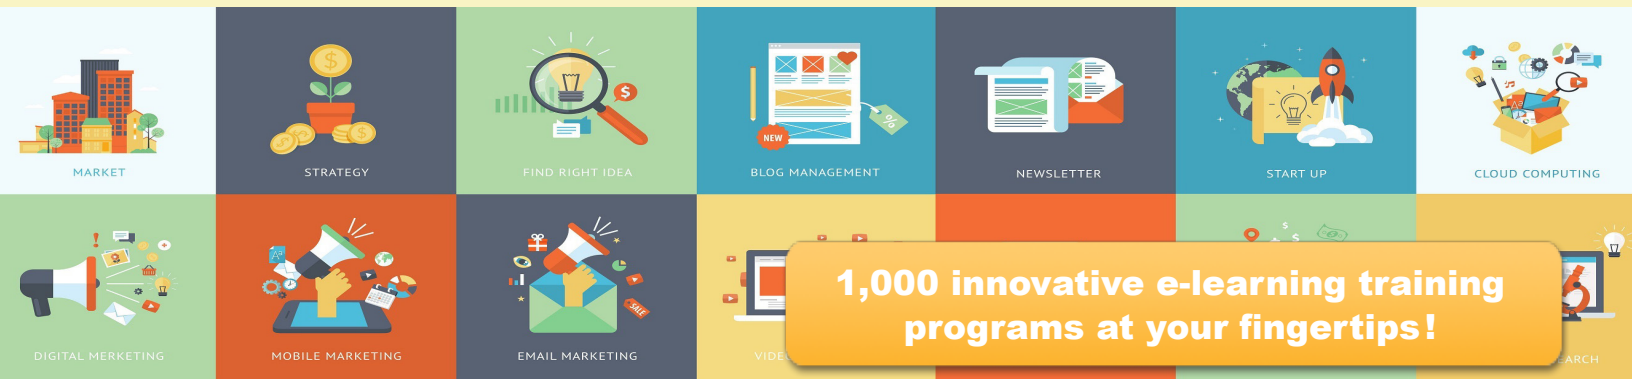 MARKET
STRATEGY
FIND RIGHT IDEA
BLOG MANAGEMENT
NEWSLETTER
START UP
CLOUD COMPUTING
NEW
%
$
$
$
$
$
$
Aa
DIGITAL MERKETING
MOBILE MARKETING
EMAIL MARKETING
SALE
1,000 innovative e-learning training
programs at your fingertips!